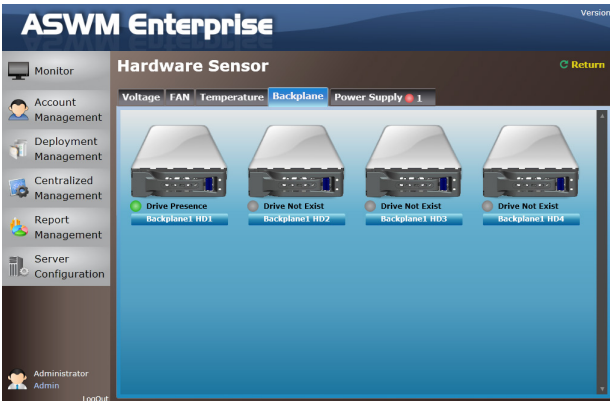 ASWM Enterprise
Version
Monitor
Account
Management
Deployment
Management
Centralized
Management
Report
Management
Server
Configuration
Administrator
Admin
LogOut
Hardware Sensor
Return
Voltage FAN Temperature Backplane Power Supply 1
Drive Presence
Backplane1 HD1
Drive Not Exist
Backplane1 HD2
Drive Not Exist
Backplane1 HD3
Drive Not Exist
Backplane1 HD4